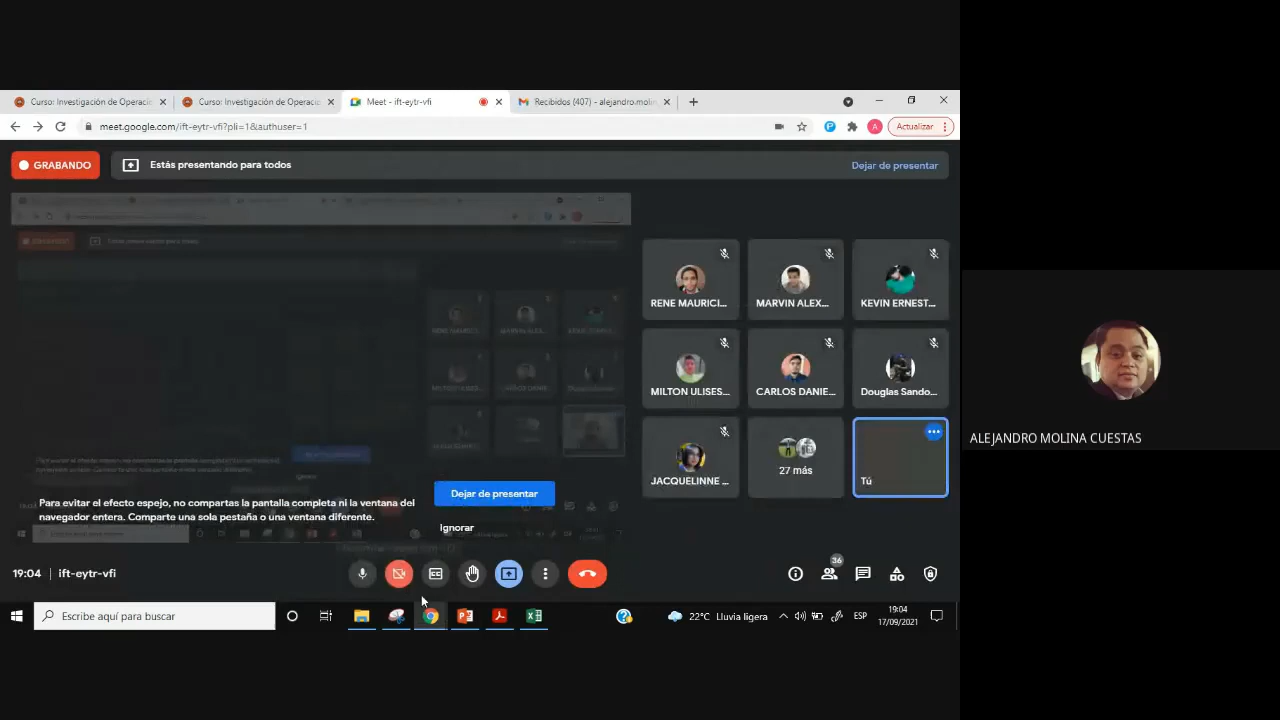 Curso: Investigación de Operacio
Curso: Investigación de Operacio
Meet - ift-eytr-vfi
Recibidos (407) - alejandro.molin
meet.google.com/ift-eytr-vfi?pli=1&authuser=1
Actualizar
GRABANDO
Estás presentando para todos
Dejar de presentar
RENE MAURICI...
MARVIN ALEX...
KEVIN ERNEST...
MILTON ULISES...
CARLOS DANIE...
Douglas Sando...
JACQUELINNE ...
27 más
Tú
Para evitar el efecto espejo, no compartas la pantalla completa ni la ventana del
navegador entera. Comparte una sola pestaña o una ventana diferente.
Dejar de presentar
Ignorar
ALEJANDRO MOLINA CUESTAS
19:04 | ift-eytr-vfi
36
Escribe aquí para buscar
22°C Lluvia ligera
ESP
19:04
17/09/2021